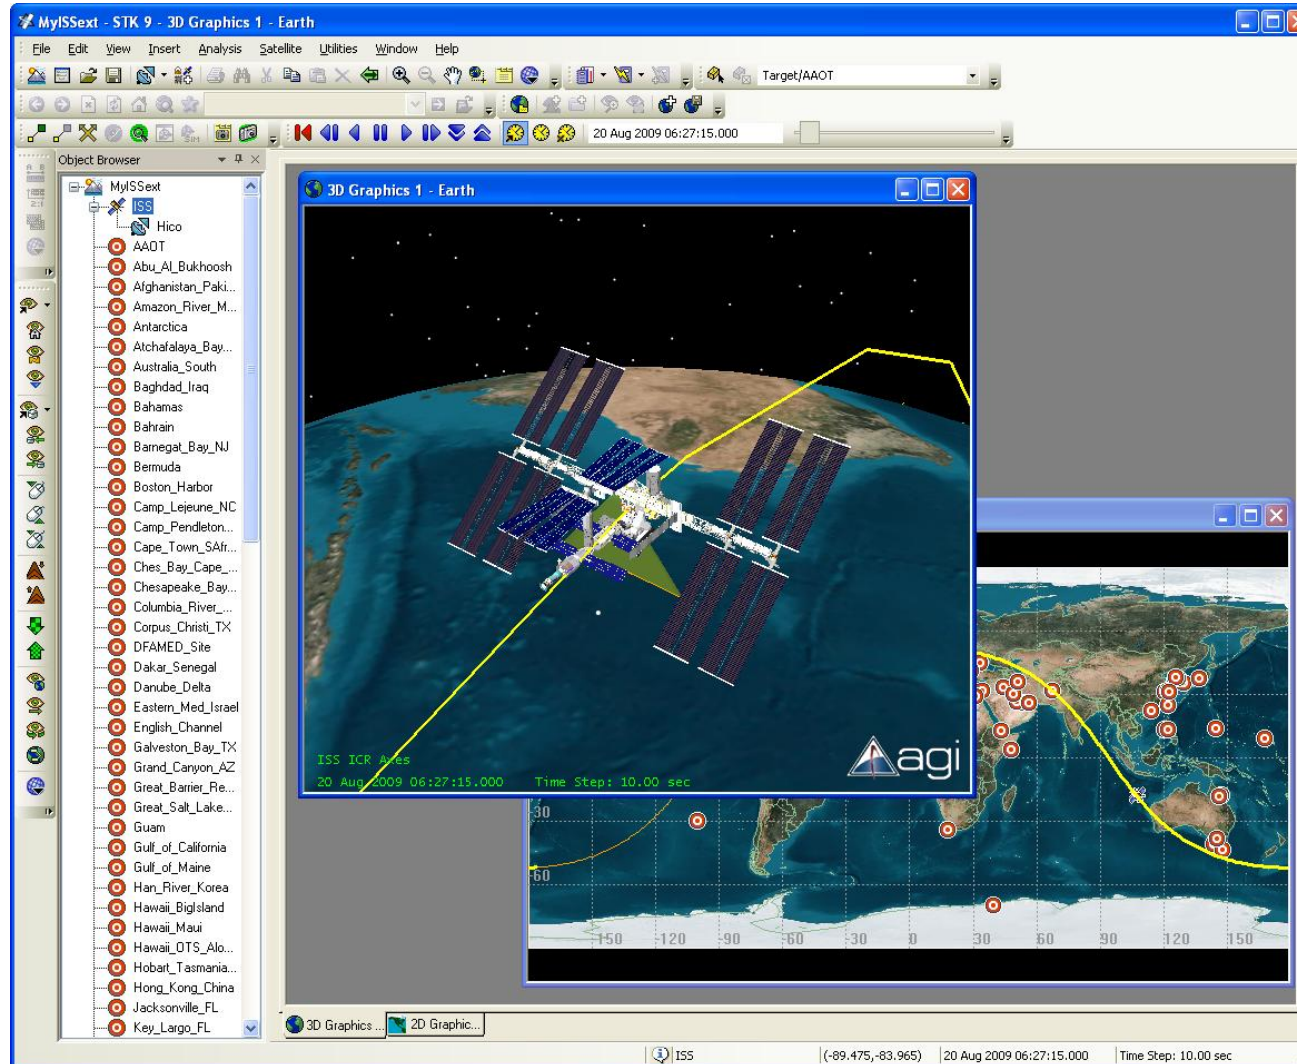 MyISSext - STK 9 - 3D Graphics 1 - Earth
File Edit View Insert Analysis Satellite Utilities Window Help
Target/AAOT
20 Aug 2009 06:27:15.000
Object Browser
MyISSext
ISS
Hico
AAOT
Abu_Al_Bukhoosh
Afghanistan_Paki...
Amazon_River_M...
Antarctica
Atchafalaya_Bay...
Australia_South
Baghdad_Iraq
Bahamas
Bahrain
Barnegat_Bay_NJ
Bermuda
Boston_Harbor
Camp_Lejeune_NC
Camp_Pendleton...
Cape_Town_SAfr...
Ches_Bay_Cape_...
Chesapeake_Bay...
Columbia_River_...
Corpus_Christi_TX
DFAMED_Site
Dakar_Senegal
Danube_Delta
Eastern_Med_Israel
English_Channel
Galveston_Bay_TX
Grand_Canyon_AZ
Great_Barrier_Re...
Great_Salt_Lake...
Guam
Gulf_of_California
Gulf_of_Maine
Han_River_Korea
Hawaii_BigIsland
Hawaii_Maui
Hawaii_OTS_Alo...
Hobart_Tasmania...
Hong_Kong_China
Jacksonville_FL
Key_Largo_FL
3D Graphics 1 - Earth
ISS ICR Axes
20 Aug 2009 06:27:15.000 Time Step: 10.00 sec
agi
-30
-60
-150 -120 -90 -60 -30 0 30 60 90 120 150
3D Graphics ... 2D Graphic...
ISS (-89.475,-83.965) 20 Aug 2009 06:27:15.000 Time Step: 10.00 sec